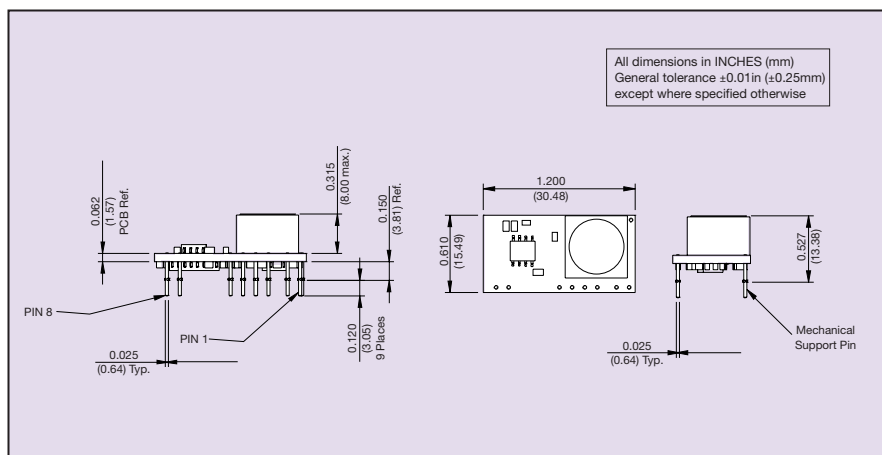 All dimensions in INCHES (mm)
General tolerance ±0.01in (±0.25mm)
except where specified otherwise
0.062
(1.57)
PCB Ref.
0.315
(8.00 max.)
0.150
(3.81) Ref.
1.200
(30.48)
0.610
(15.49)
0.527
(13.38)
PIN 8
PIN 1
0.120
(3.05)
9 Places
0.025
(0.64) Typ.
Mechanical
Support Pin
0.025
(0.64) Typ.